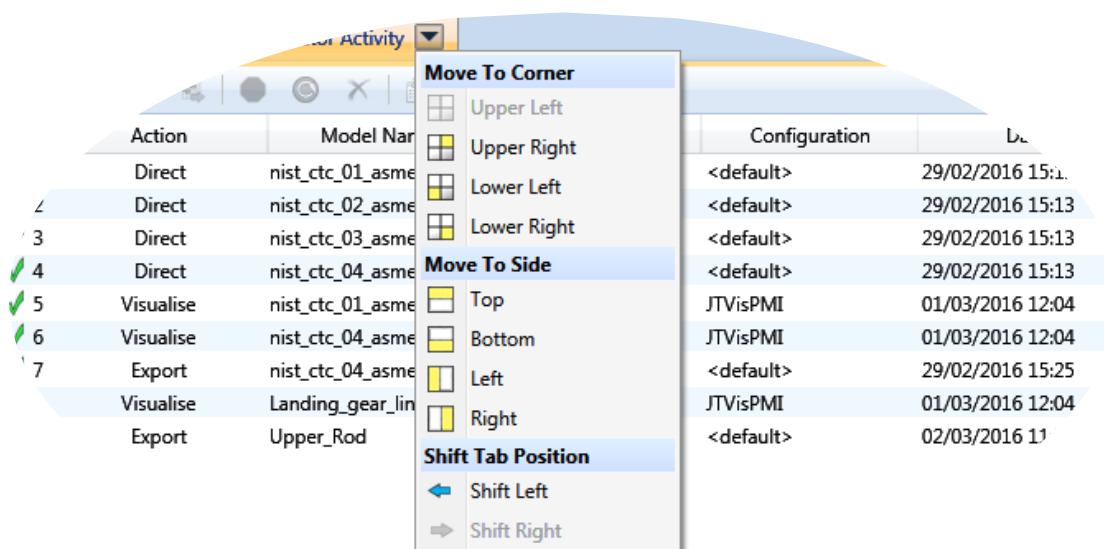 Activity
Move To Corner
Upper Left
Upper Right
Lower Left
Lower Right
Move To Side
Top
Bottom
Left
Right
Shift Tab Position
Shift Left
Shift Right
Action Model Configuration
Direct nist_ctc_01_asme <default> 29/02/2016
Direct nist_ctc_02_asme <default> 29/02/2016 15:13
3 Direct nist_ctc_03_asme <default> 29/02/2016 15:13
4 Direct nist_ctc_04_asme <default> 29/02/2016 15:13
5 Visualise nist_ctc_01_asme JTVisPMI 01/03/2016 12:04
6 Visualise nist_ctc_04_asme JTVisPMI 01/03/2016 12:04
7 Export nist_ctc_04_asme <default> 29/02/2016 15:25
Visualise Landing_gear_lin JTVisPMI 01/03/2016 12:04
Export Upper_Rod <default> 02/03/2016